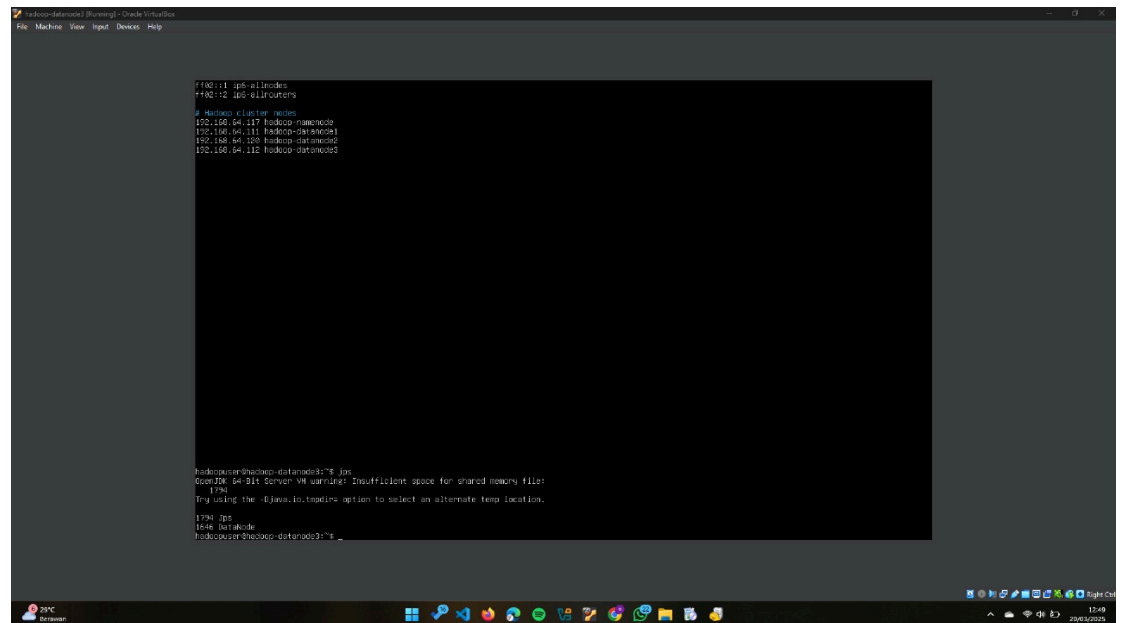 hadoop-datanode3 [Running] - Oracle VirtualBox
File Machine View Input Devices Help
ff02::1 ip6-allnodes
ff02::2 ip6-allrouters
# Hadoop cluster nodes
192.168.64.117 hadoop-namenode
192.168.64.111 hadoop-datanode1
192.168.64.120 hadoop-datanode2
192.168.64.112 hadoop-datanode3
hadoopuser@hadoop-datanode3:~$ jps
OpenJDK 64-Bit Server VM warning: Insufficient space for shared memory file:
1794
Try using the -Djava.io.tmpdir= option to select an alternate temp location.
1794 Jps
1646 DataNode
hadoopuser@hadoop-datanode3:~$ _
Right Ctrl
29°C
Berawan
12:49
20/03/2025